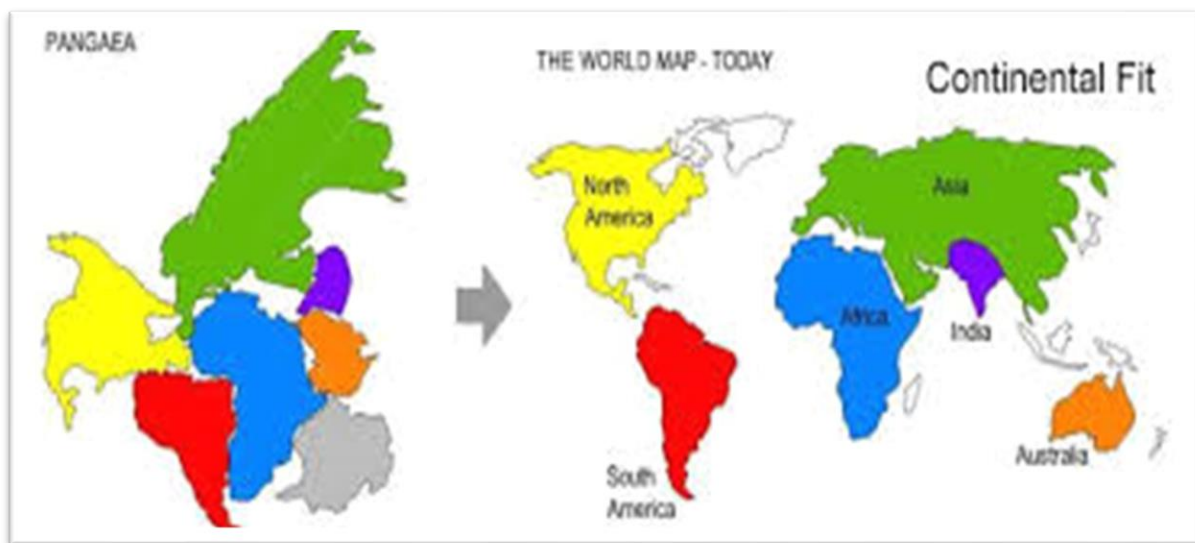 PANGAEA
THE WORLD MAP - TODAY
Continental Fit
North
America
Asia
Africa
India
South
America
Australia